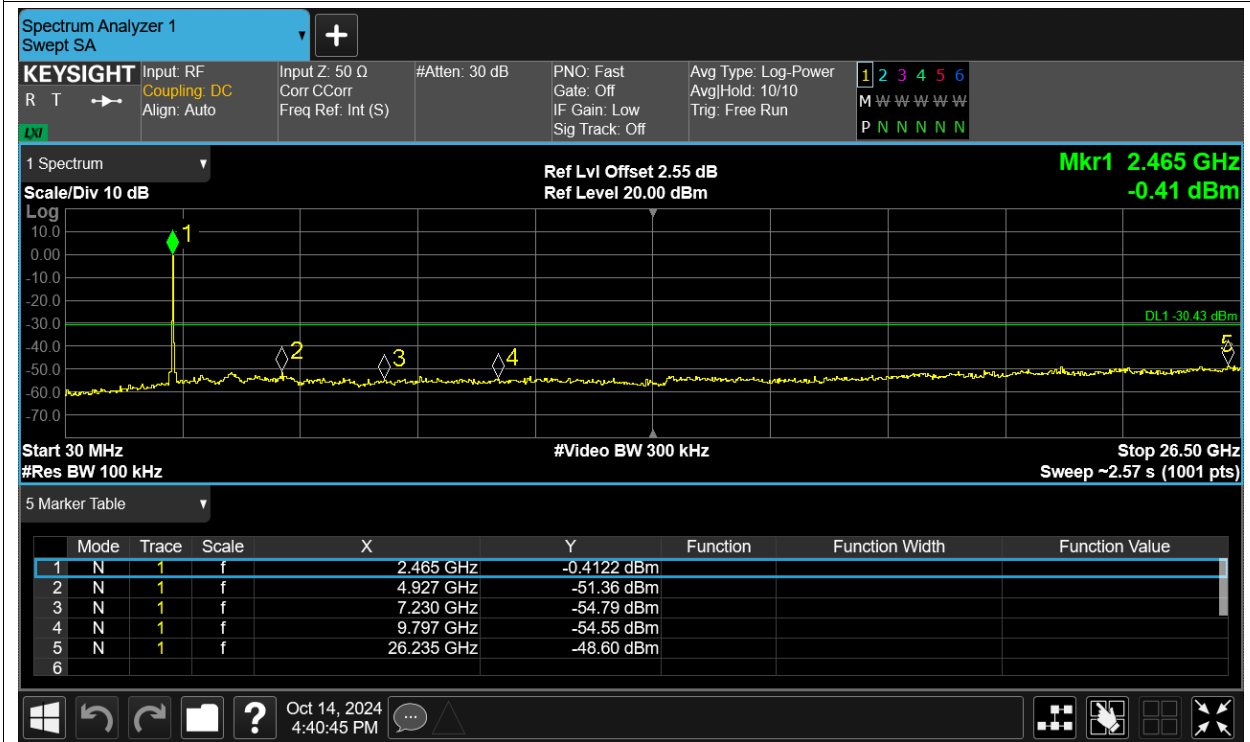 Spectrum Analyzer 1
Swept SA
KEYSIGHT Input: RF Input Z: 50 Ω #Atten: 30 dB PNO: Fast Avg Type: Log-Power 1 2 3 4 5 6
R T Coupling: DC Corr CCorr Gate: Off Avg|Hold: 10/10 M W W W W W
Align: Auto Freq Ref: Int (S) IF Gain: Low Trig: Free Run
LXI Sig Track: Off P N N N N N
1 Spectrum Ref Lvl Offset 2.55 dB Mkr1 2.465 GHz
Scale/Div 10 dB Ref Level 20.00 dBm -0.41 dBm
Log
10.0 1
0.00
-10.0
-20.0
-30.0 DL1 -30.43 dBm
-40.0 2 3 4 5
-50.0
-60.0
-70.0
Start 30 MHz #Video BW 300 kHz Stop 26.50 GHz
#Res BW 100 kHz Sweep ~2.57 s (1001 pts)
5 Marker Table
Mode Trace Scale X Y Function Function Width Function Value
1 N 1 f 2.465 GHz -0.4122 dBm
2 N 1 f 4.927 GHz -51.36 dBm
3 N 1 f 7.230 GHz -54.79 dBm
4 N 1 f 9.797 GHz -54.55 dBm
5 N 1 f 26.235 GHz -48.60 dBm
6
? Oct 14, 2024
4:40:45 PM